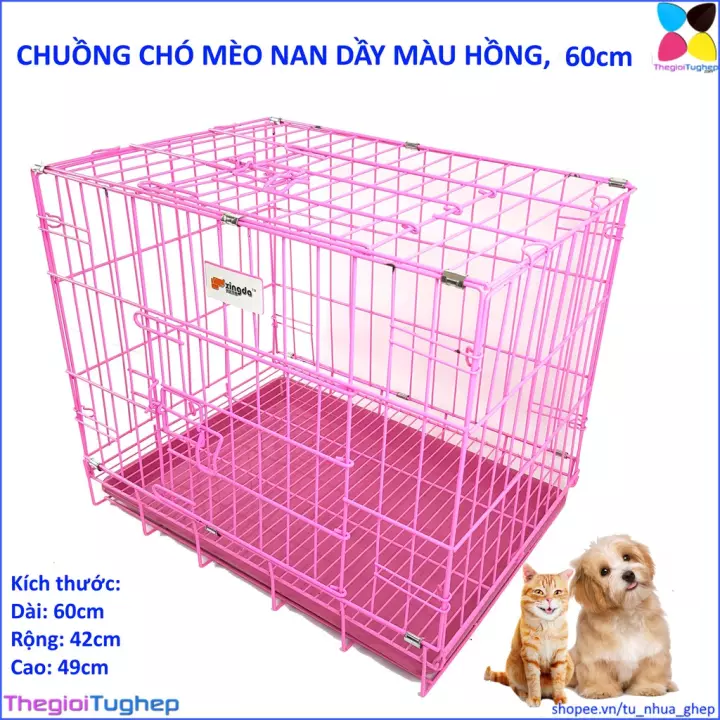 CHUỒNG CHÓ MÈO NAN DẦY MÀU HỒNG, 60cm
ThegioiTughep
zingda™
Kích thước:
Dài: 60cm
Rộng: 42cm
Cao: 49cm
ThegioiTughep
shopee.vn/tu_nhua_ghep